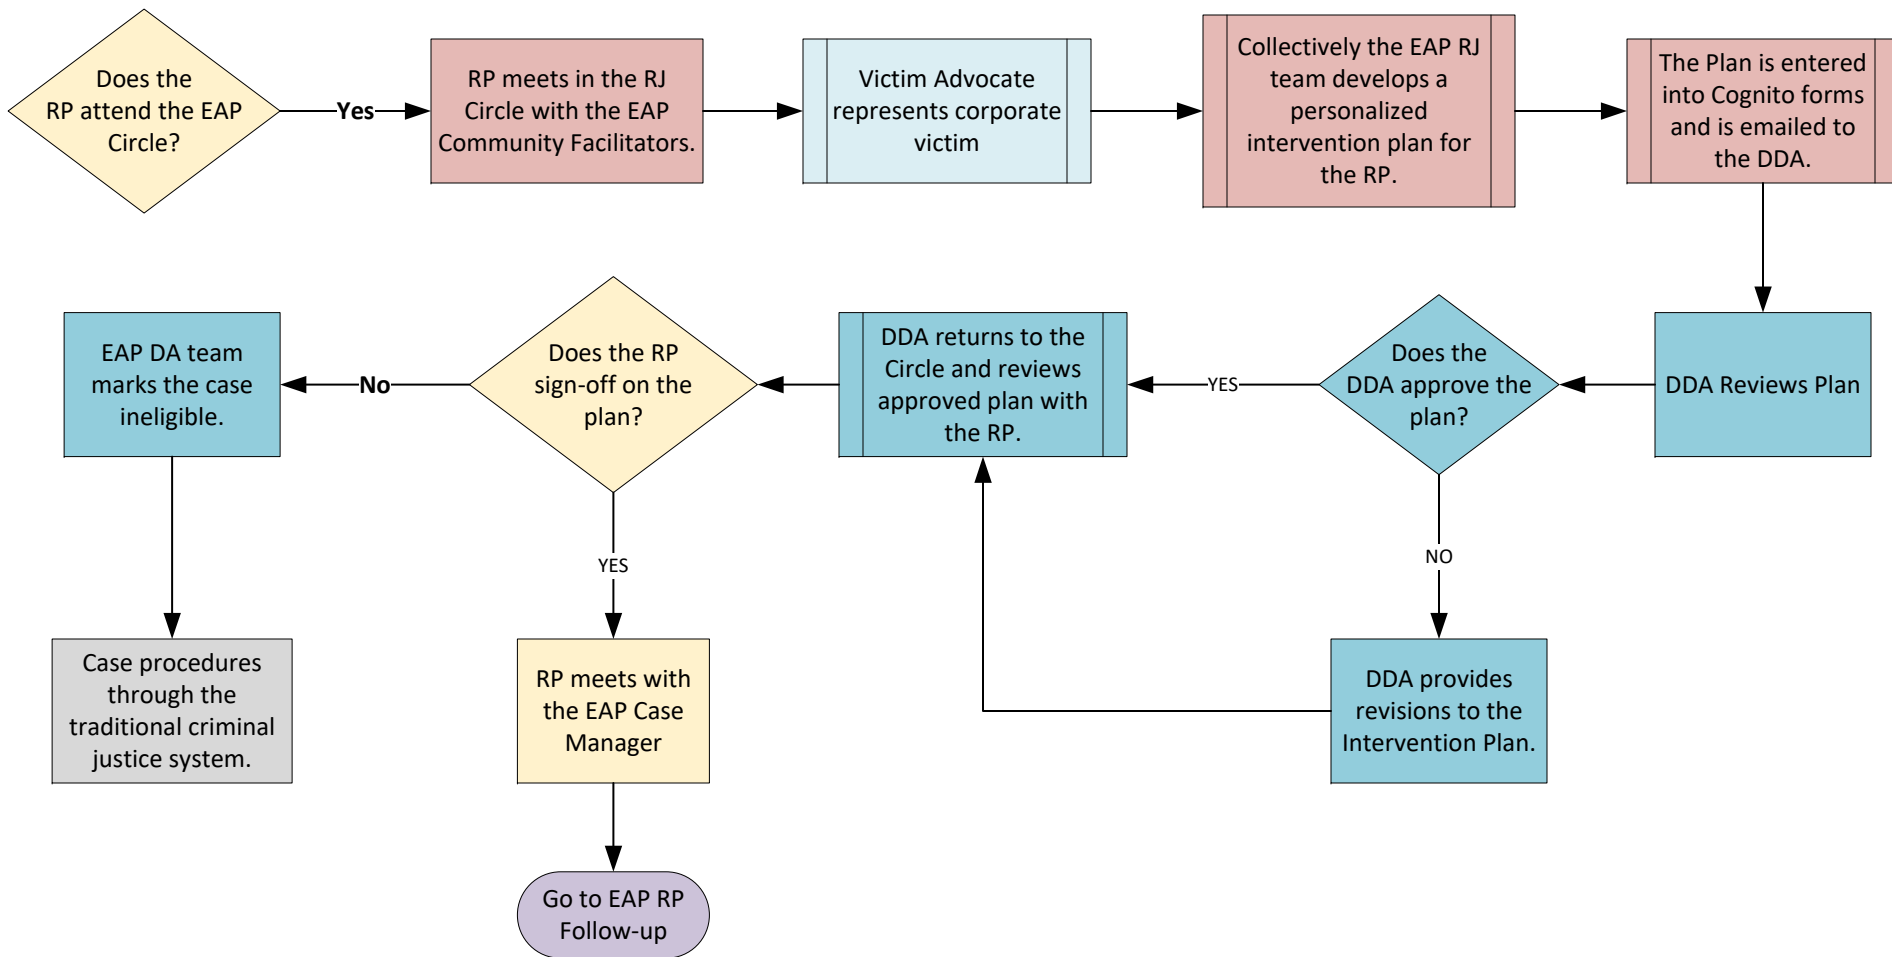 Does the
RP attend the EAP
Circle?
Yes
RP meets in the RJ
Circle with the EAP
Community Facilitators.
Victim Advocate
represents corporate
victim
Collectively the EAP RJ
team develops a
personalized
intervention plan for
the RP.
The Plan is entered
into Cognito forms
and is emailed to
the DDA.
DDA Reviews Plan
Does the
DDA approve the
plan?
YES
NO
DDA provides
revisions to the
Intervention Plan.
DDA returns to the
Circle and reviews
approved plan with
the RP.
Does the RP
sign-off on the
plan?
No
EAP DA team
marks the case
ineligible.
Case procedures
through the
traditional criminal
justice system.
YES
RP meets with
the EAP Case
Manager
Go to EAP RP
Follow-up